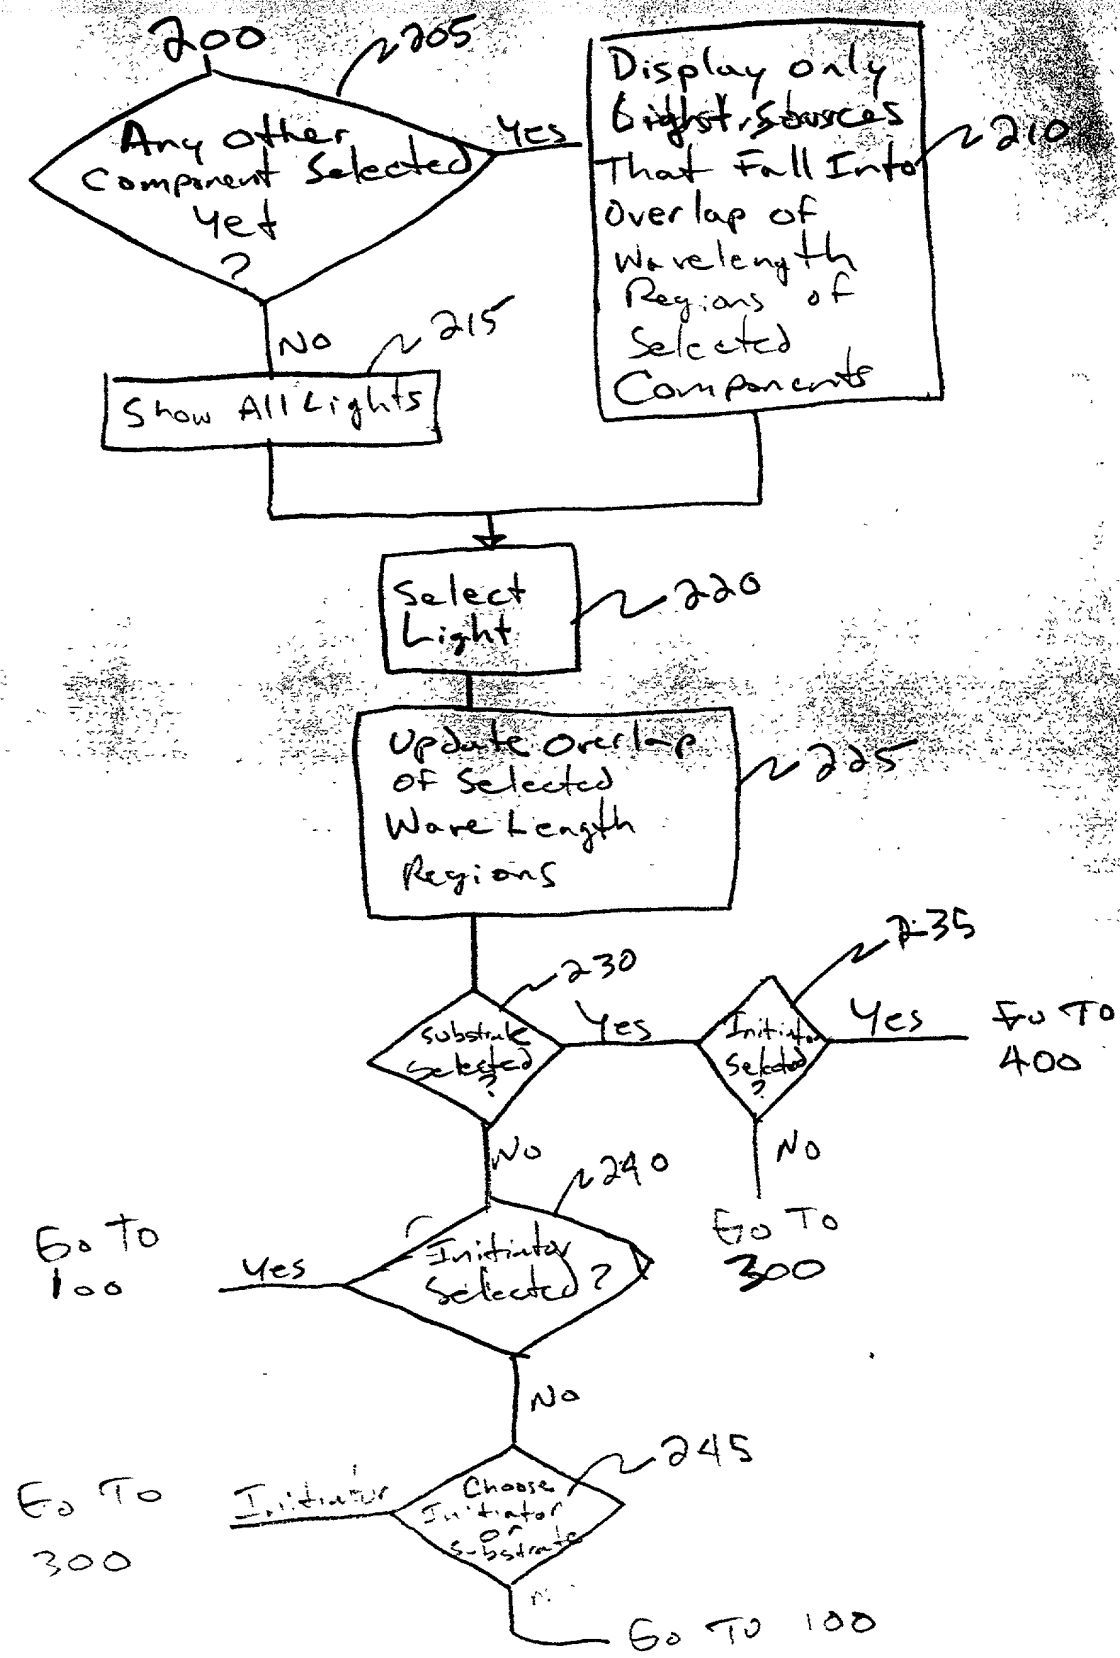 200
205
Any Other
Component Selected
Yet
?
Yes
Display only
That Fall Into
Overlap of
Wavelength
Regions of
Selected
Components
210
No
215
Show All Lights
Select
Light
220
Update Overlap
of Selected
Wave Length
Regions
225
230
Substrate
Selected
?
Yes
235
Initiator
Selected
?
Yes
Go To
400
No
Go To
300
No
240
Initiator
Selected?
Yes
Go To
100
No
245
Choose
Initiator
or
Substrate
Initiator
Go To
300
Go To 100